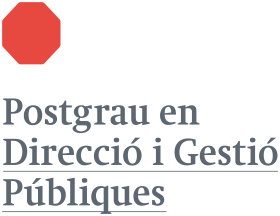 Postgrau en
Direcció i Gestió
Públiques